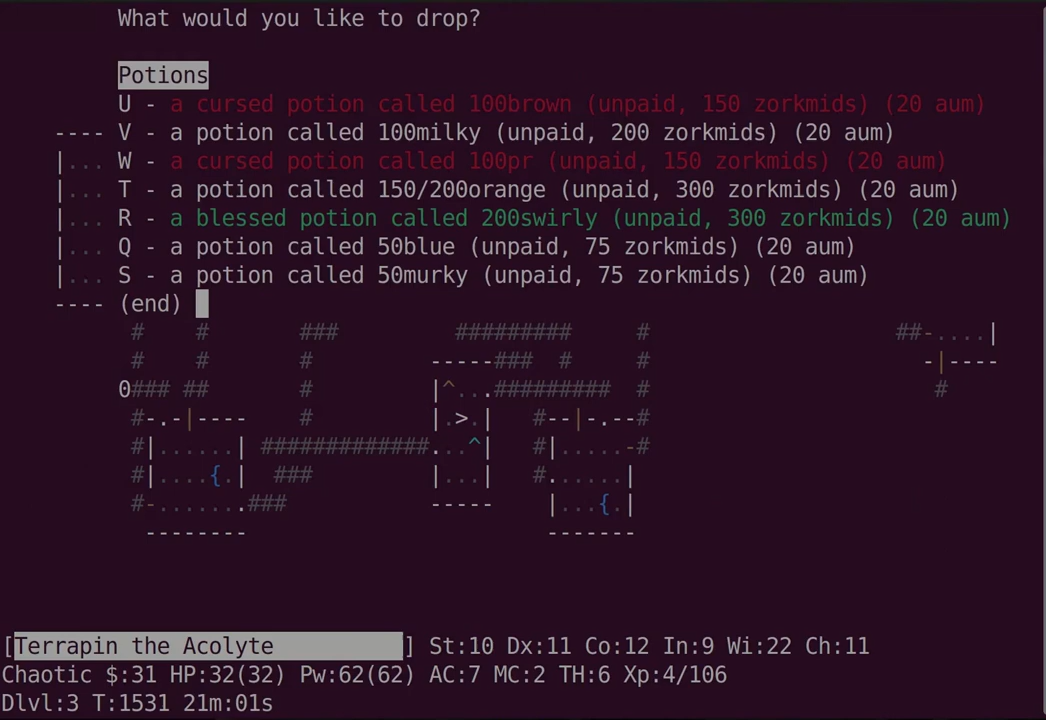 What would you like to drop?
Potions
U - a cursed potion called 100brown (unpaid, 150 zorkmids) (20 aum)
---- V - a potion called 100milky (unpaid, 200 zorkmids) (20 aum)
|... W - a cursed potion called 100pr (unpaid, 150 zorkmids) (20 aum)
|... T - a potion called 150/200orange (unpaid, 300 zorkmids) (20 aum)
|... R - a blessed potion called 200swirly (unpaid, 300 zorkmids) (20 aum)
|... Q - a potion called 50blue (unpaid, 75 zorkmids) (20 aum)
|... S - a potion called 50murky (unpaid, 75 zorkmids) (20 aum)
---- (end)
# # ### ######### # ##-....|
# # # -----### # # -|----
0### ## # |^...######### # #
#-.-|---- # |.>.| #--|-.--#
#|......| #############...^| #|.....-#
#|....{.| ### |...| #......|
#-.......### ----- |...{.|
-------- -------
[Terrapin the Acolyte ] St:10 Dx:11 Co:12 In:9 Wi:22 Ch:11
Chaotic $:31 HP:32(32) Pw:62(62) AC:7 MC:2 TH:6 Xp:4/106
Dlvl:3 T:1531 21m:01s